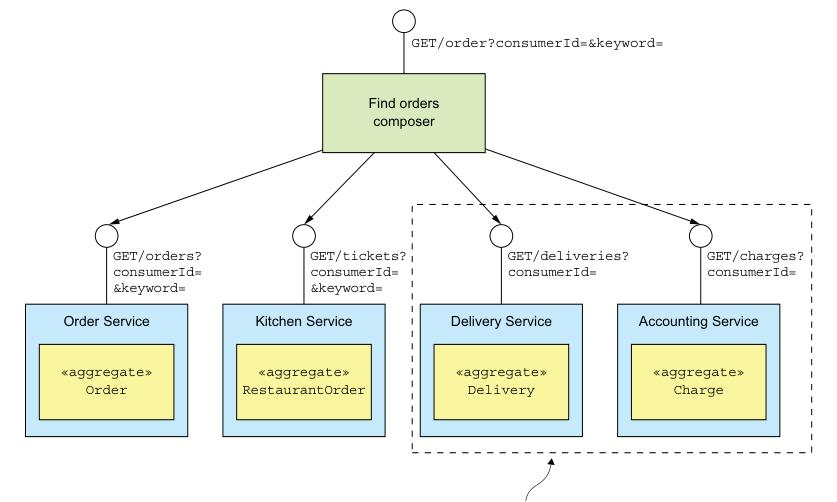 GET/order?consumerId=&keyword=
Find orders
composer
GET/orders?
consumerId=
&keyword=
GET/tickets?
consumerId=
&keyword=
GET/deliveries?
consumerId=
GET/charges?
consumerId=
Order Service
«aggregate»
Order
Kitchen Service
«aggregate»
RestaurantOrder
Delivery Service
«aggregate»
Delivery
Accounting Service
«aggregate»
Charge